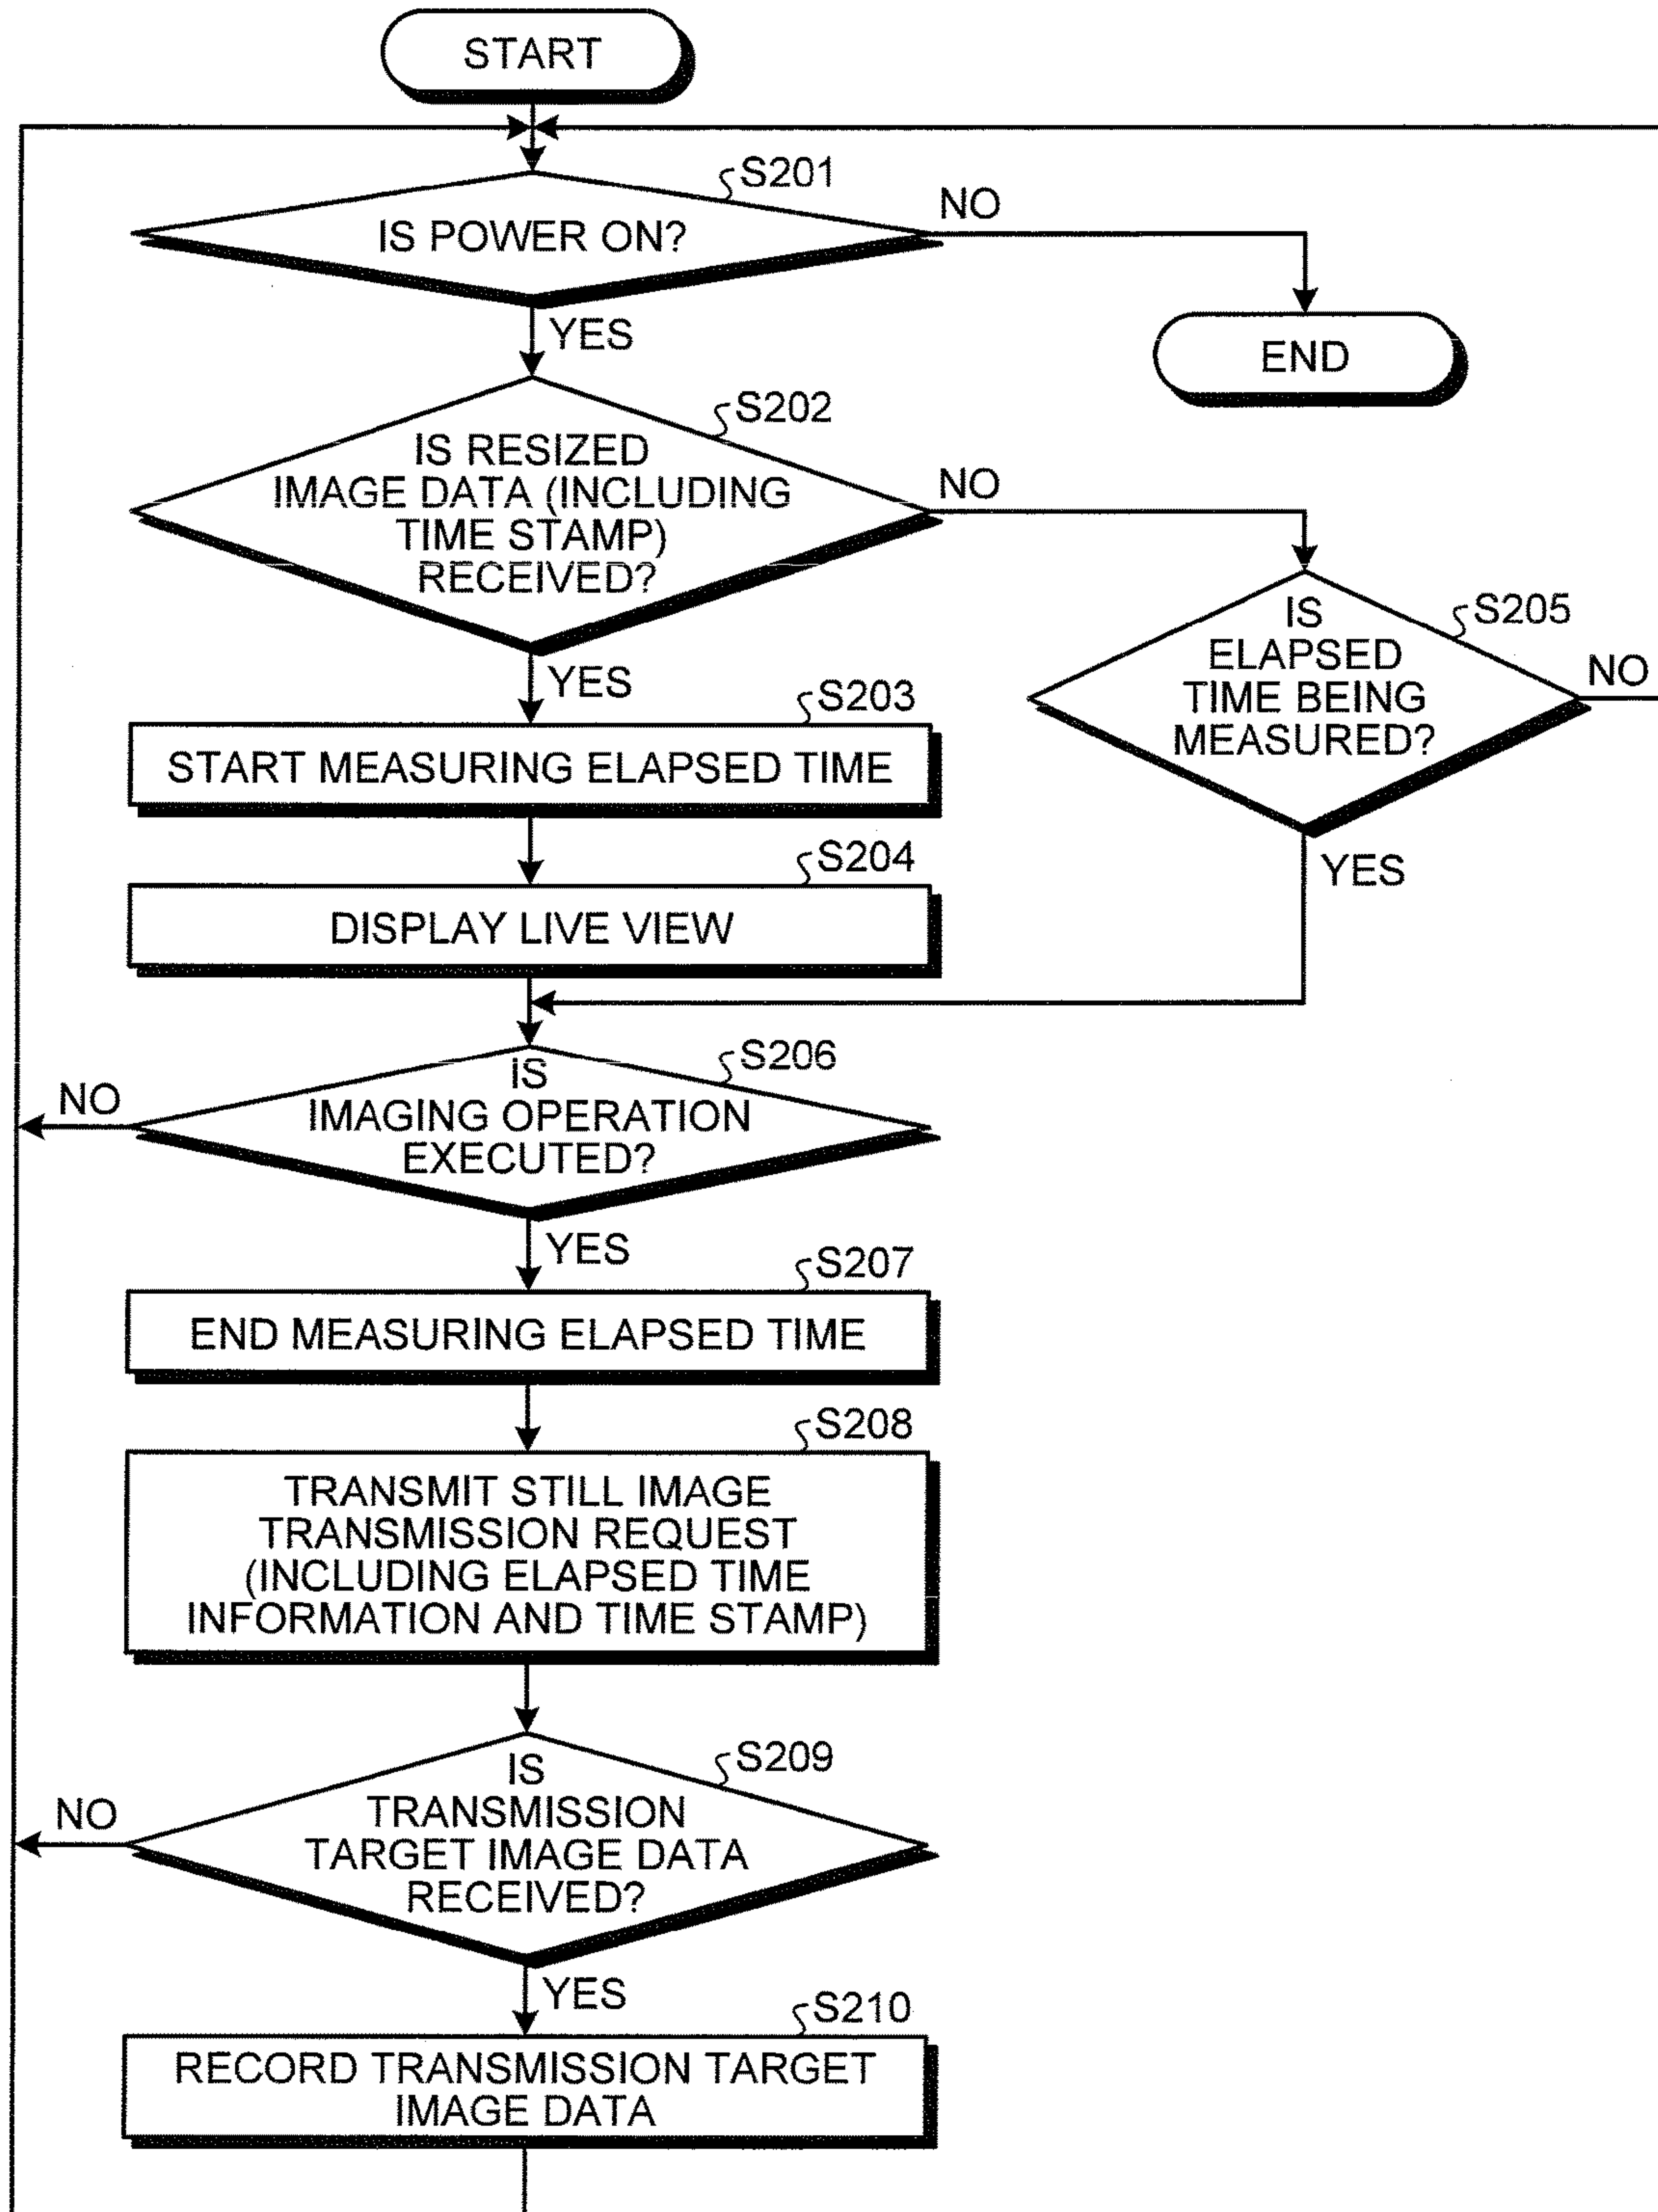 START
S201
IS POWER ON?
NO
END
YES
S202
IS RESIZED
IMAGE DATA (INCLUDING
TIME STAMP)
RECEIVED?
NO
S205
IS
ELAPSED
TIME BEING
MEASURED?
NO
YES
YES
S203
START MEASURING ELAPSED TIME
S204
DISPLAY LIVE VIEW
S206
IS
IMAGING OPERATION
EXECUTED?
NO
YES
S207
END MEASURING ELAPSED TIME
S208
TRANSMIT STILL IMAGE
TRANSMISSION REQUEST
(INCLUDING ELAPSED TIME
INFORMATION AND TIME STAMP)
S209
IS
TRANSMISSION
TARGET IMAGE DATA
RECEIVED?
NO
YES
S210
RECORD TRANSMISSION TARGET
IMAGE DATA